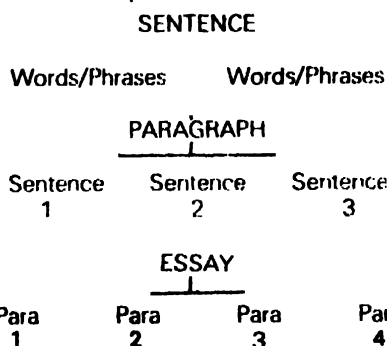 SENTENCE
Words/Phrases Words/Phrases
PARAGRAPH
Sentence Sentence Sentence
1 2 3
ESSAY
Para Para Para
1 2 3 4